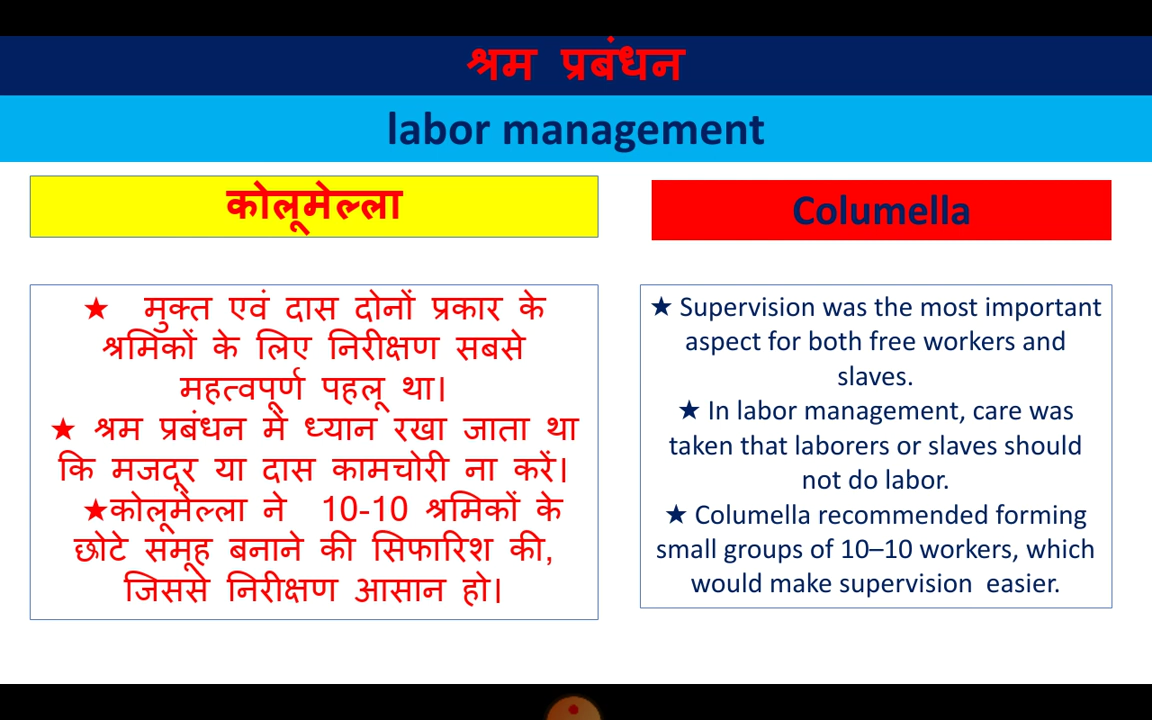 श्रम प्रबंधन
labor management
कोलूमेल्ला
★ मुक्त एवं दास दोनों प्रकार के
श्रमिकों के लिए निरीक्षण सबसे
महत्वपूर्ण पहलू था।
★ श्रम प्रबंधन में ध्यान रखा जाता था
कि मजदूर या दास कामचोरी ना करें।
★कोलूमेल्ला ने 10-10 श्रमिकों के
छोटे समूह बनाने की सिफारिश की,
जिससे निरीक्षण आसान हो।
Columella
★ Supervision was the most important
aspect for both free workers and
slaves.
★ In labor management, care was
taken that laborers or slaves should
not do labor.
★ Columella recommended forming
small groups of 10–10 workers, which
would make supervision easier.